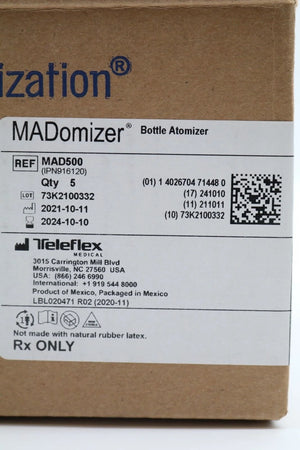 ization®
MADomizer® Bottle Atomizer
REF MAD500
(IPN916120)
Qty 5
LOT 73K2100332
2021-10-11
2024-10-10
(01) 1 4026704 71448 0
(17) 241010
(11) 211011
(10) 73K2100332
Teleflex
MEDICAL
3015 Carrington Mill Blvd
Morrisville, NC 27560 USA
USA: (866) 246 6990
International: +1 919 544 8000
Product of Mexico, Packaged in Mexico
LBL020471 R02 (2020-11)
Not made with natural rubber latex.
Rx ONLY